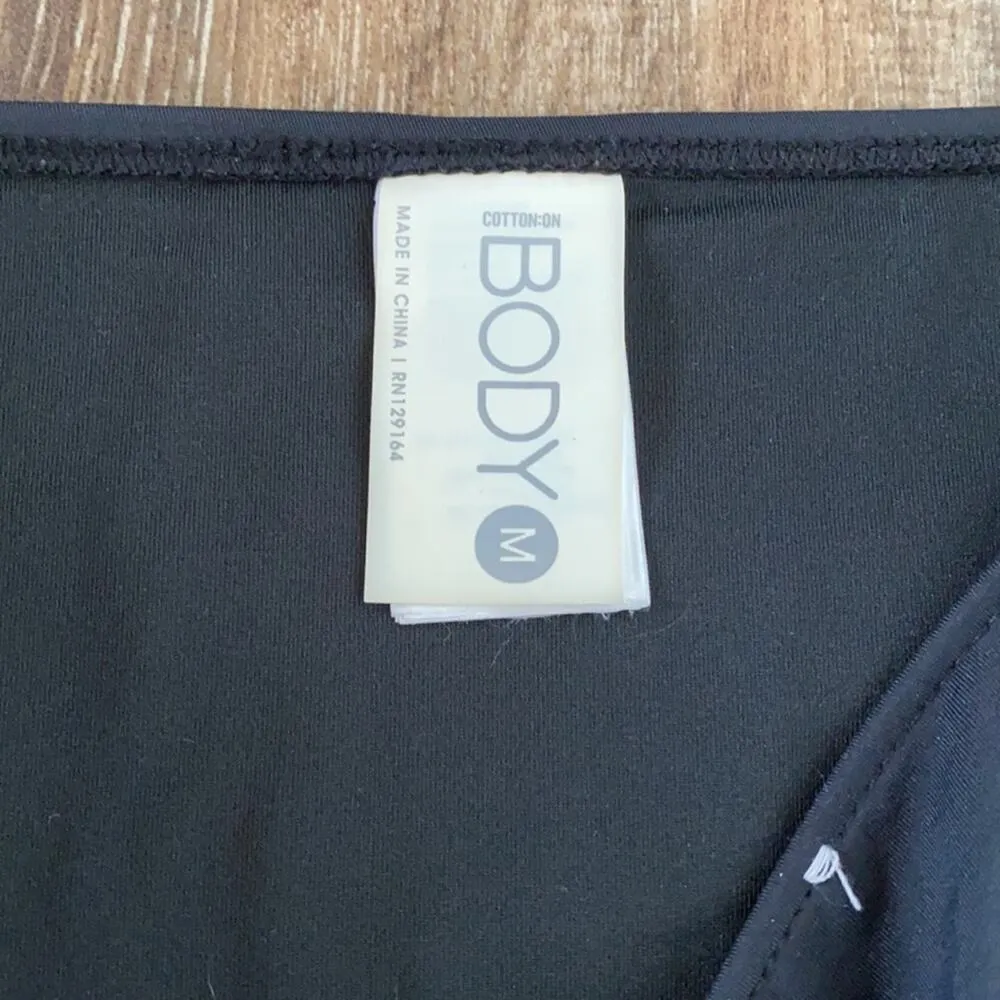 COTTON:ON
BODY
M
MADE IN CHINA | RN129164